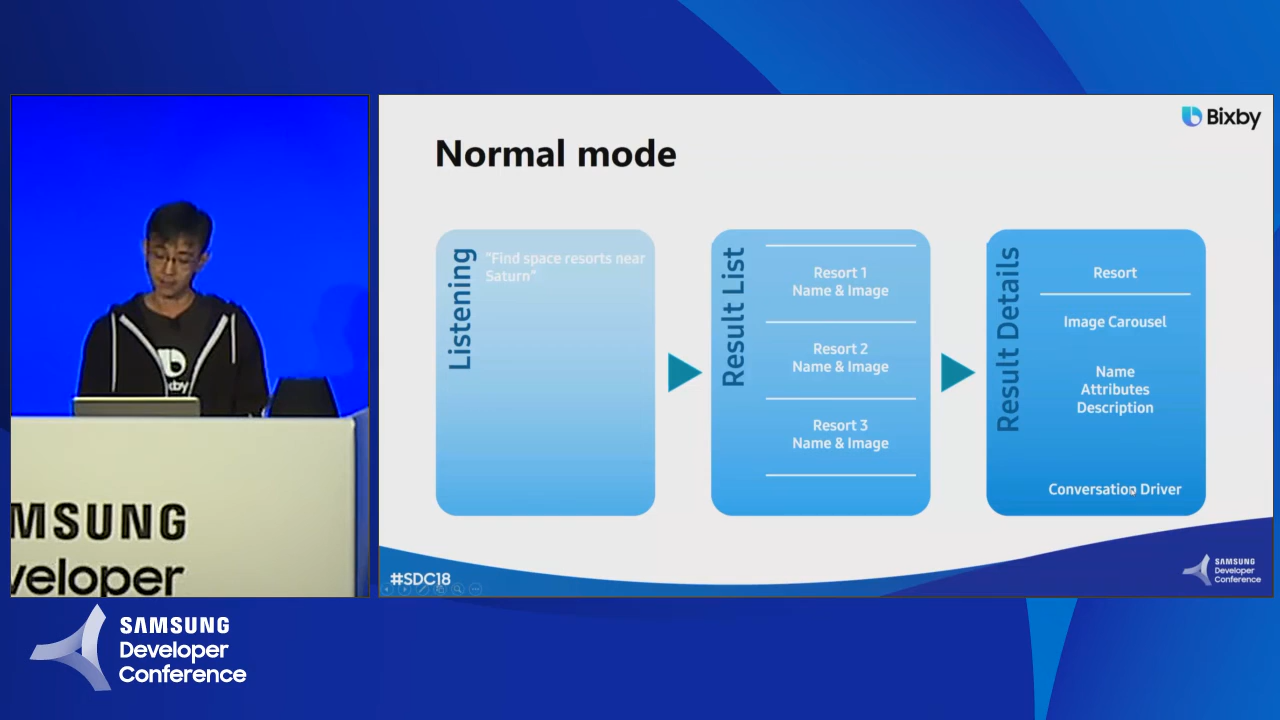 Bixby
Normal mode
Listening
"Find space resorts near
Saturn"
Result List
Resort 1
Name & Image
Resort 2
Name & Image
Resort 3
Name & Image
Result Details
Resort
Image Carousel
Name
Attributes
Description
Conversation Driver
#SDC18
SAMSUNG
Developer
Conference
xby
MSUNG
veloper
SAMSUNG
Developer
Conference